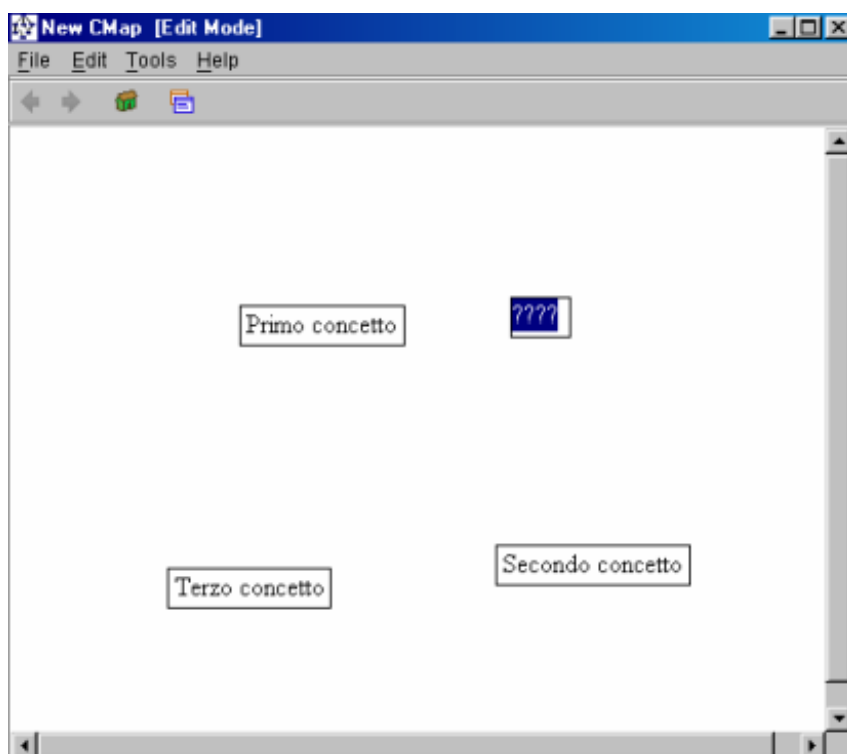 New CMap [Edit Mode]
File Edit Tools Help
Primo concetto
????
Secondo concetto
Terzo concetto